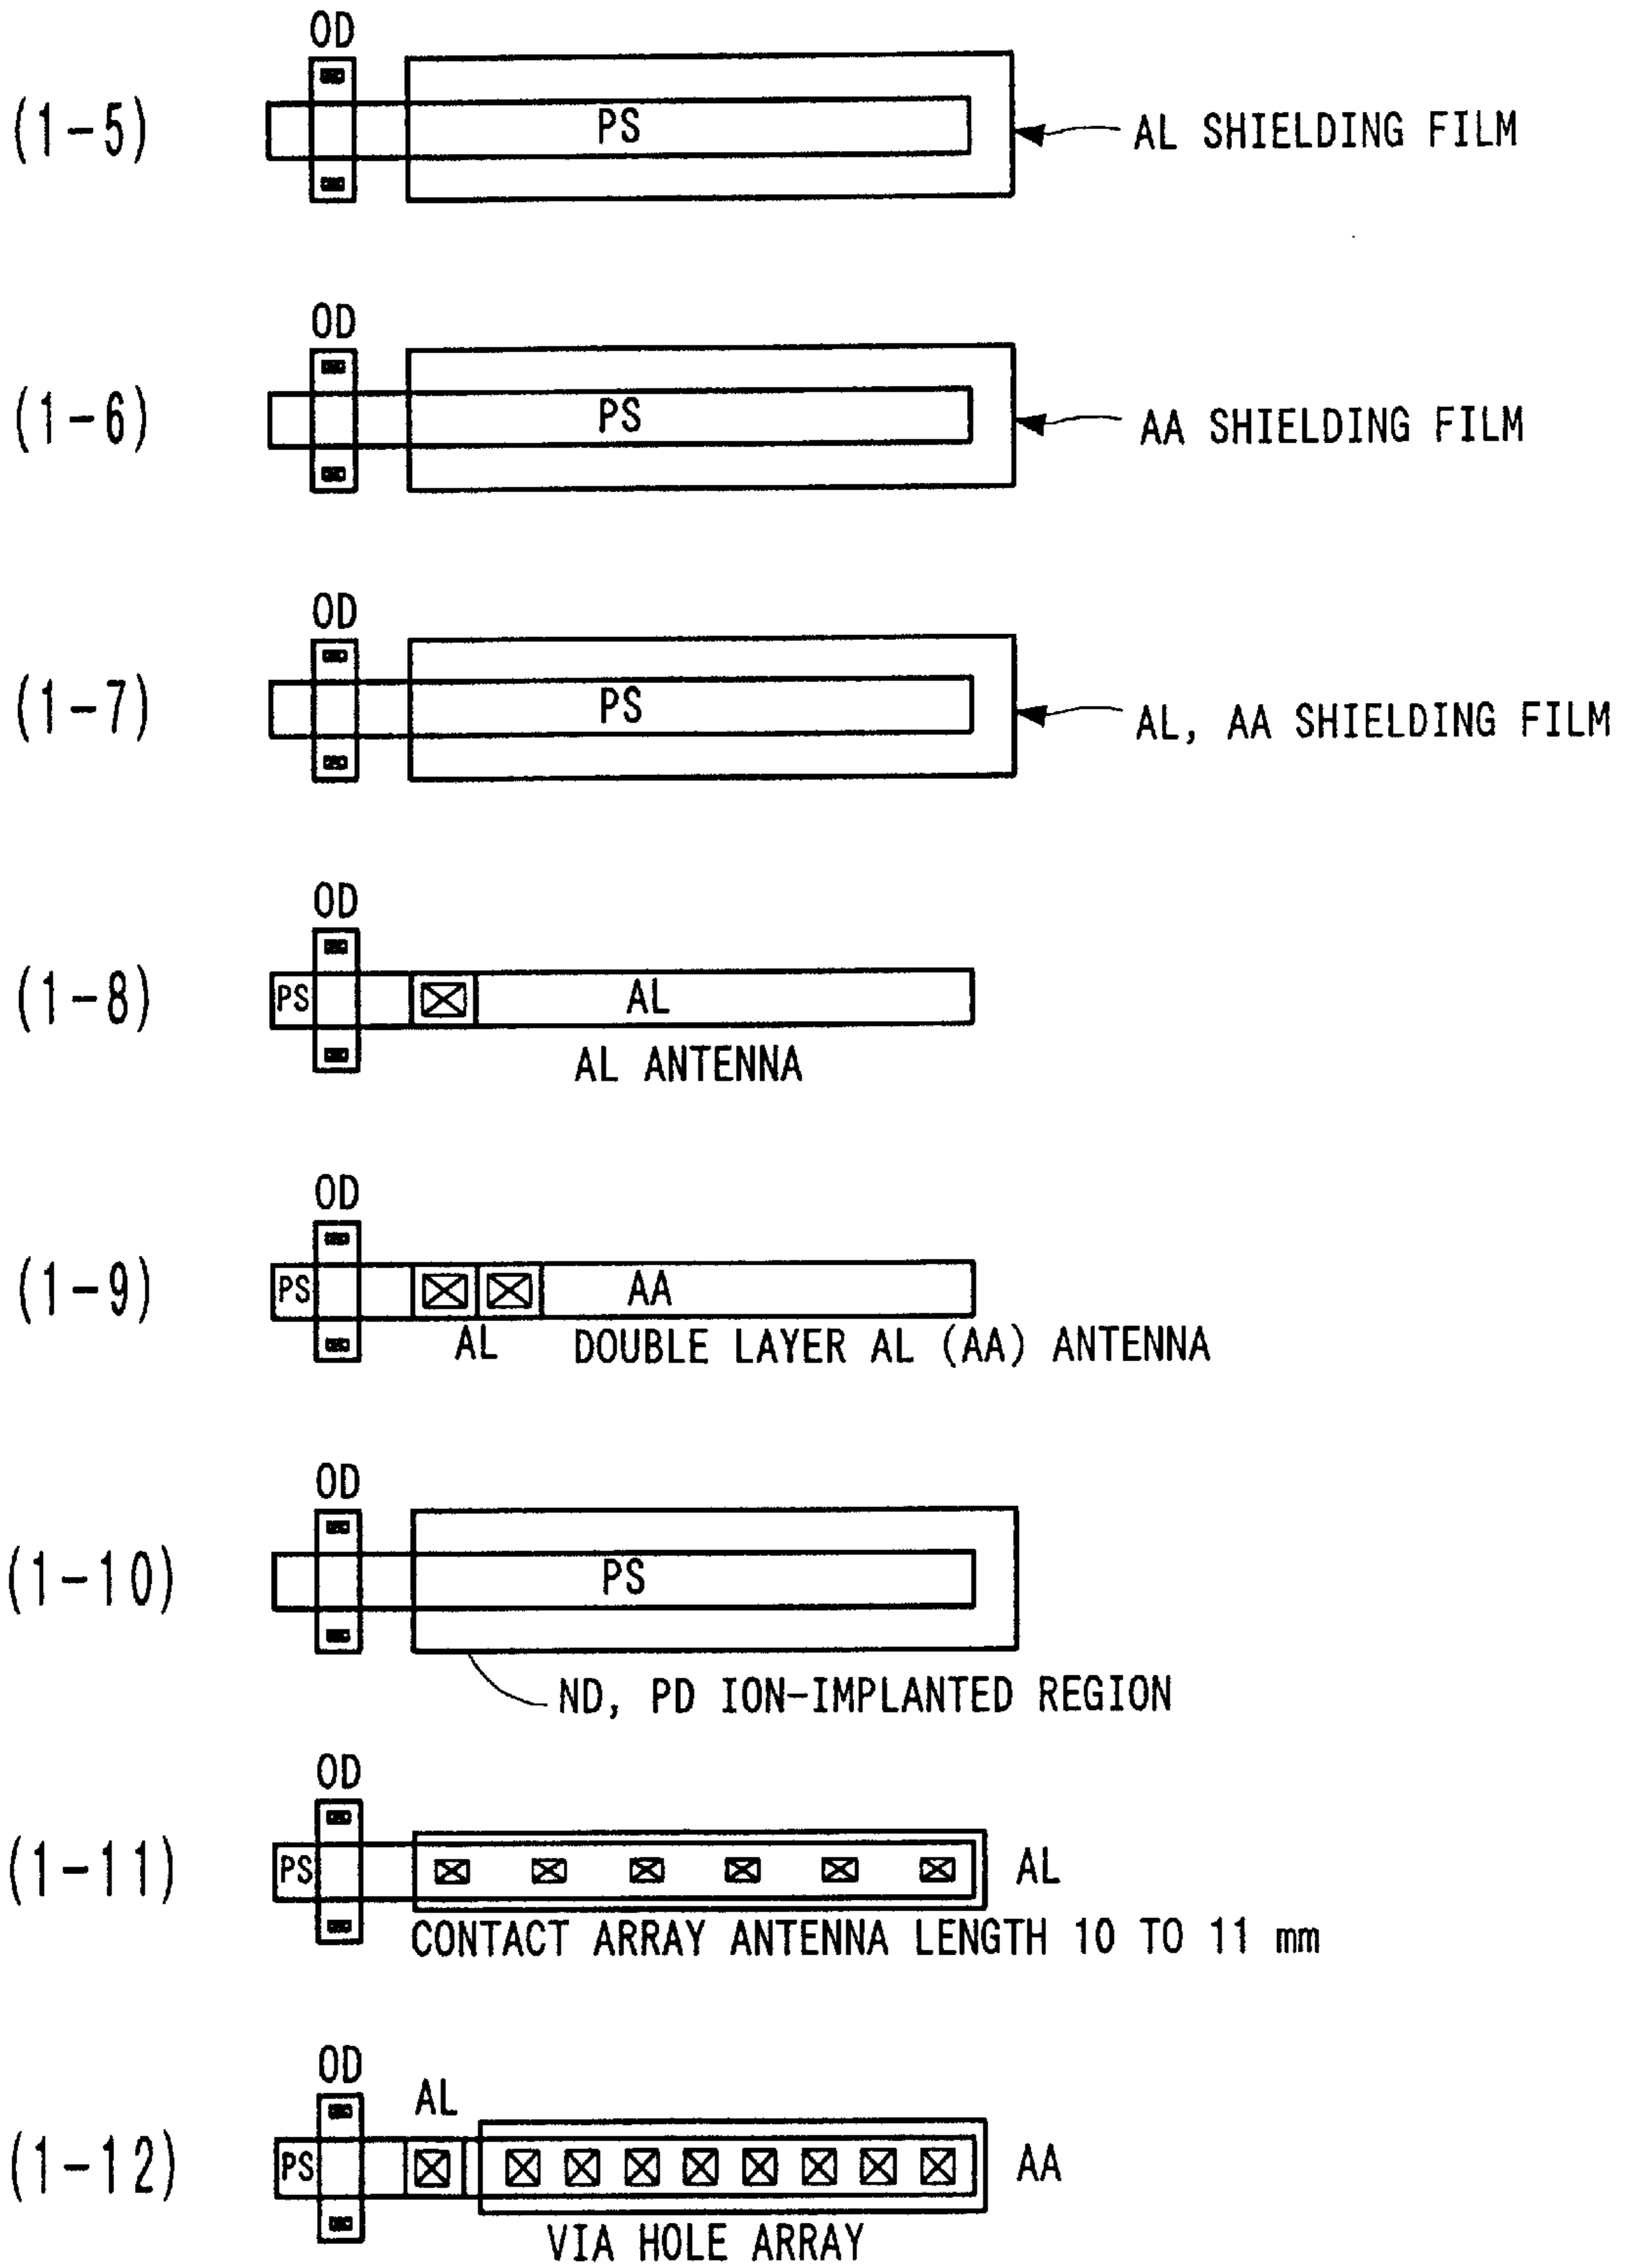 OD
(1-5)
PS
AL SHIELDING FILM
OD
(1-6)
PS
AA SHIELDING FILM
OD
(1-7)
PS
AL, AA SHIELDING FILM
OD
(1-8)
PS
AL
AL ANTENNA
OD
(1-9)
PS
AA
AL
DOUBLE LAYER AL (AA) ANTENNA
OD
(1-10)
PS
ND, PD ION-IMPLANTED REGION
OD
(1-11)
PS
AL
CONTACT ARRAY ANTENNA LENGTH 10 TO 11 mm
OD
AL
(1-12)
PS
AA
VIA HOLE ARRAY